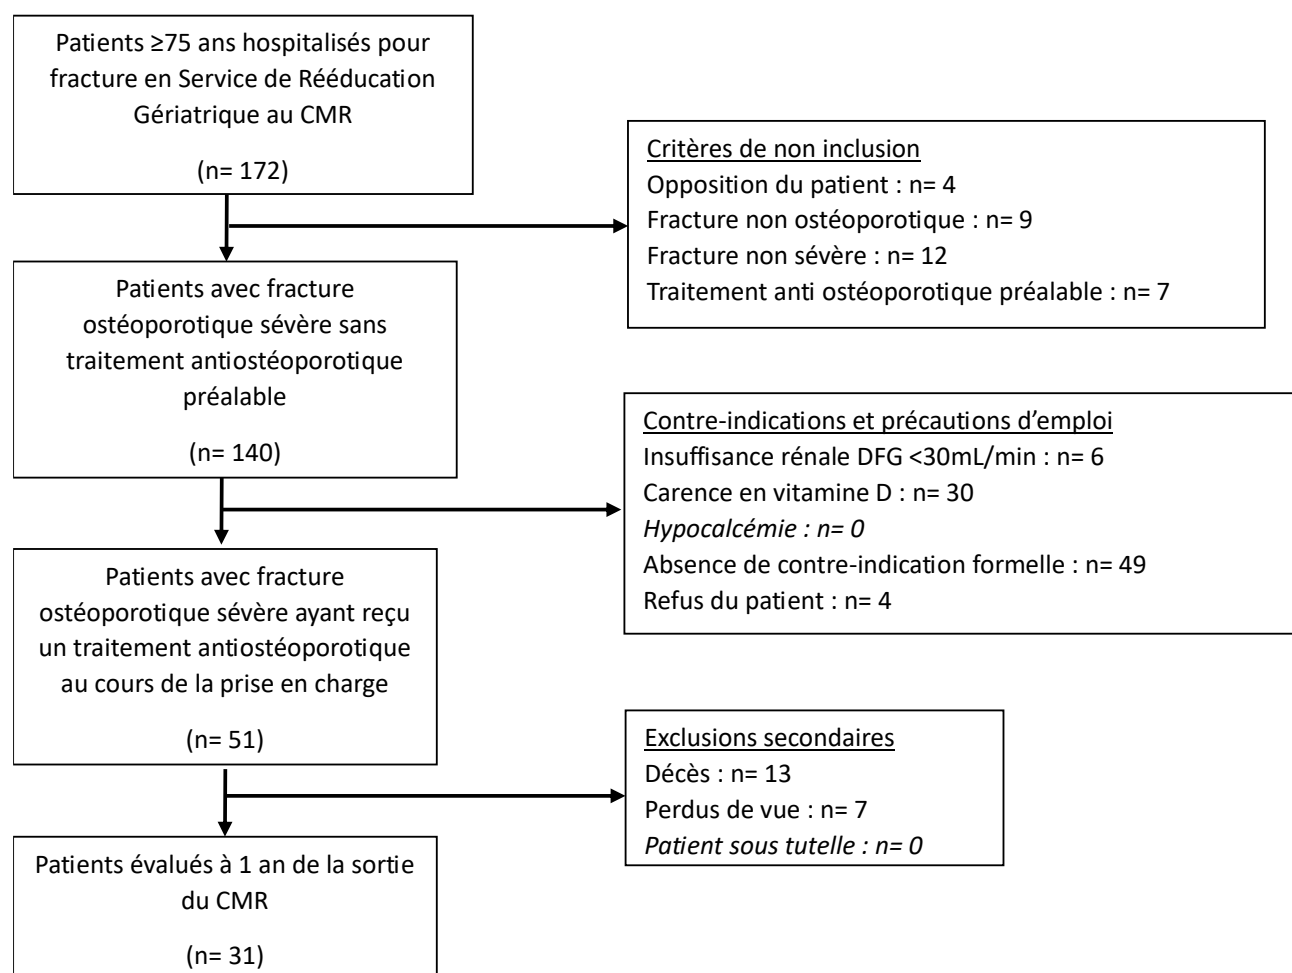 Patients ≥75 ans hospitalisés pour
fracture en Service de Rééducation
Gériatrique au CMR
(n= 172)
Critères de non inclusion
Opposition du patient : n= 4
Fracture non ostéoporotique : n= 9
Fracture non sévère : n= 12
Traitement anti ostéoporotique préalable : n= 7
Patients avec fracture
ostéoporotique sévère sans
traitement antiostéoporotique
préalable
(n= 140)
Contre-indications et précautions d’emploi
Insuffisance rénale DFG <30mL/min : n= 6
Carence en vitamine D : n= 30
Hypocalcémie : n= 0
Absence de contre-indication formelle : n= 49
Refus du patient : n= 4
Patients avec fracture
ostéoporotique sévère ayant reçu
un traitement antiostéoporotique
au cours de la prise en charge
(n= 51)
Exclusions secondaires
Décès : n= 13
Perdus de vue : n= 7
Patient sous tutelle : n= 0
Patients évalués à 1 an de la sortie
du CMR
(n= 31)